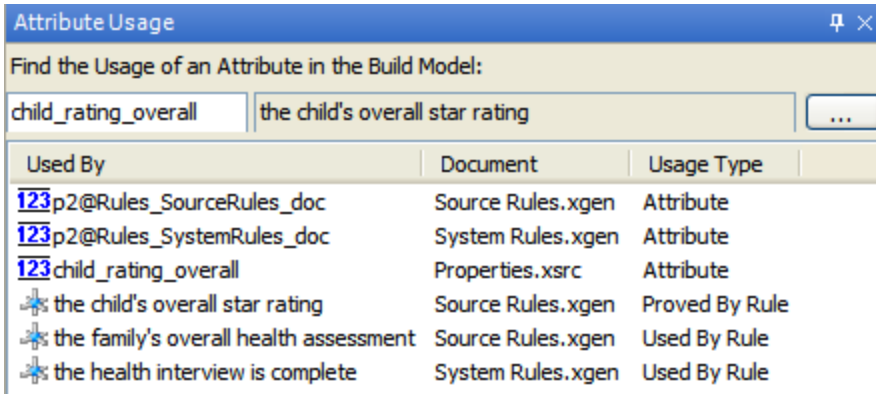 Attribute Usage
Find the Usage of an Attribute in the Build Model:
child_rating_overall the child's overall star rating ...
Used By Document Usage Type
123 p2@Rules_SourceRules_doc Source Rules.xgen Attribute
123 p2@Rules_SystemRules_doc System Rules.xgen Attribute
123 child_rating_overall Properties.xsrc Attribute
the child's overall star rating Source Rules.xgen Proved By Rule
the family's overall health assessment Source Rules.xgen Used By Rule
the health interview is complete System Rules.xgen Used By Rule